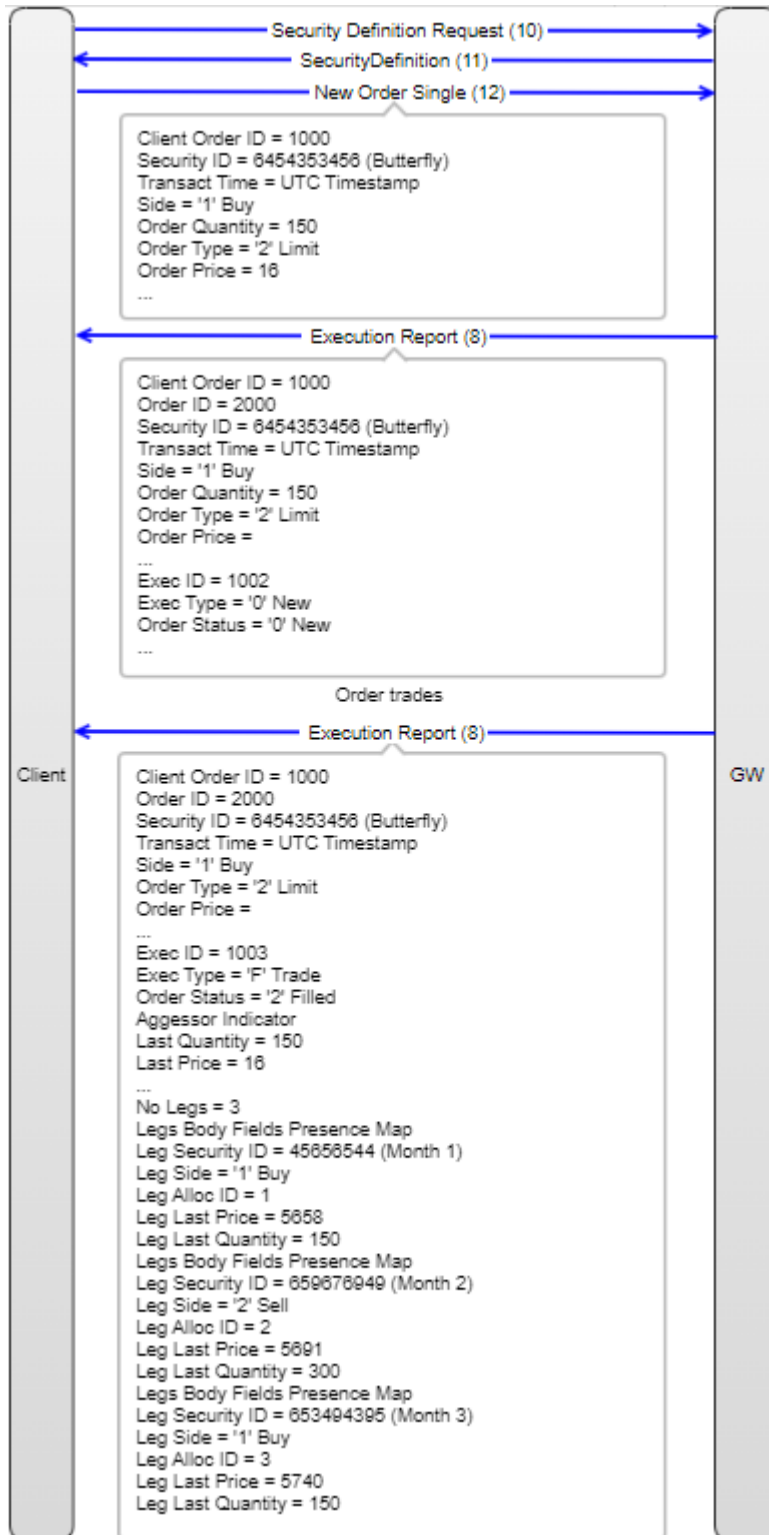 Security Definition Request (10)
SecurityDefinition (11)
New Order Single (12)
Client Order ID = 1000
Security ID = 6454353456 (Butterfly)
Transact Time = UTC Timestamp
Side = '1' Buy
Order Quantity = 150
Order Type = '2' Limit
Order Price = 16
...
Execution Report (8)
Client Order ID = 1000
Order ID = 2000
Security ID = 6454353456 (Butterfly)
Transact Time = UTC Timestamp
Side = '1' Buy
Order Quantity = 150
Order Type = '2' Limit
Order Price =
...
Exec ID = 1002
Exec Type = '0' New
Order Status = '0' New
...
Order trades
Execution Report (8)
Client
GW
Client Order ID = 1000
Order ID = 2000
Security ID = 6454353456 (Butterfly)
Transact Time = UTC Timestamp
Side = '1' Buy
Order Type = '2' Limit
Order Price =
...
Exec ID = 1003
Exec Type = 'F' Trade
Order Status = '2' Filled
Aggessor Indicator
Last Quantity = 150
Last Price = 16
...
No Legs = 3
Legs Body Fields Presence Map
Leg Security ID = 45656544 (Month 1)
Leg Side = '1' Buy
Leg Alloc ID = 1
Leg Last Price = 5658
Leg Last Quantity = 150
Legs Body Fields Presence Map
Leg Security ID = 659676949 (Month 2)
Leg Side = '2' Sell
Leg Alloc ID = 2
Leg Last Price = 5691
Leg Last Quantity = 300
Legs Body Fields Presence Map
Leg Security ID = 653494395 (Month 3)
Leg Side = '1' Buy
Leg Alloc ID = 3
Leg Last Price = 5740
Leg Last Quantity = 150